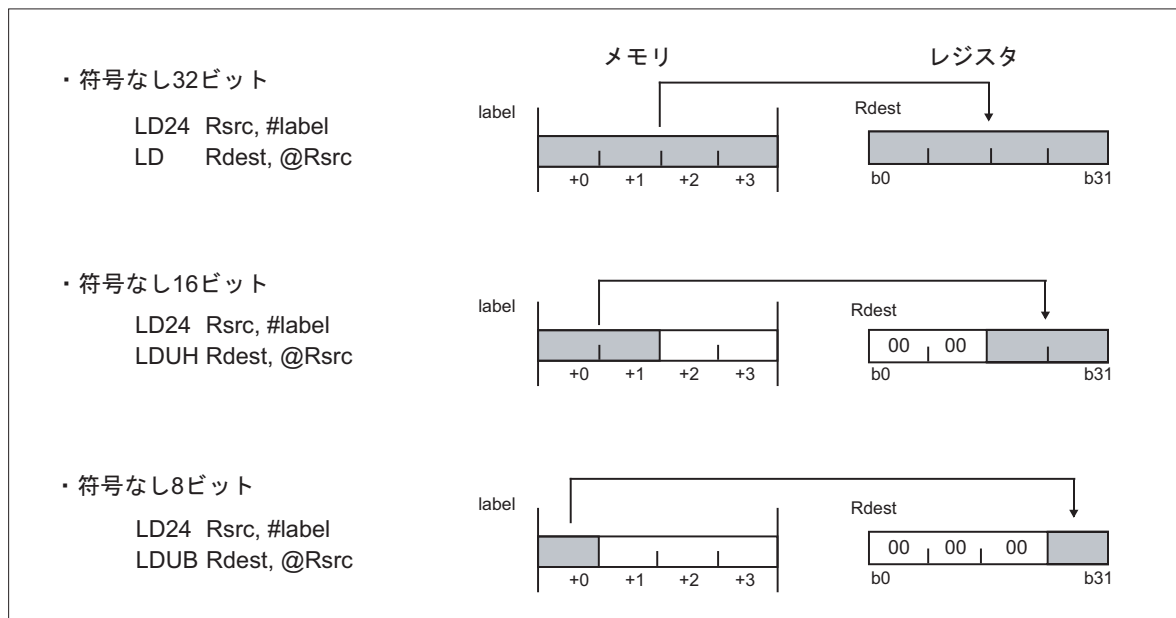 メモリ レジスタ
・符号なし32ビット
LD24 Rsrc, #label
LD Rdest, @Rsrc
label
+0 +1 +2 +3
Rdest
b0 b31
・符号なし16ビット
LD24 Rsrc, #label
LDUH Rdest, @Rsrc
label
+0 +1 +2 +3
Rdest
00 00
b0 b31
・符号なし8ビット
LD24 Rsrc, #label
LDUB Rdest, @Rsrc
label
+0 +1 +2 +3
Rdest
00 00 00
b0 b31